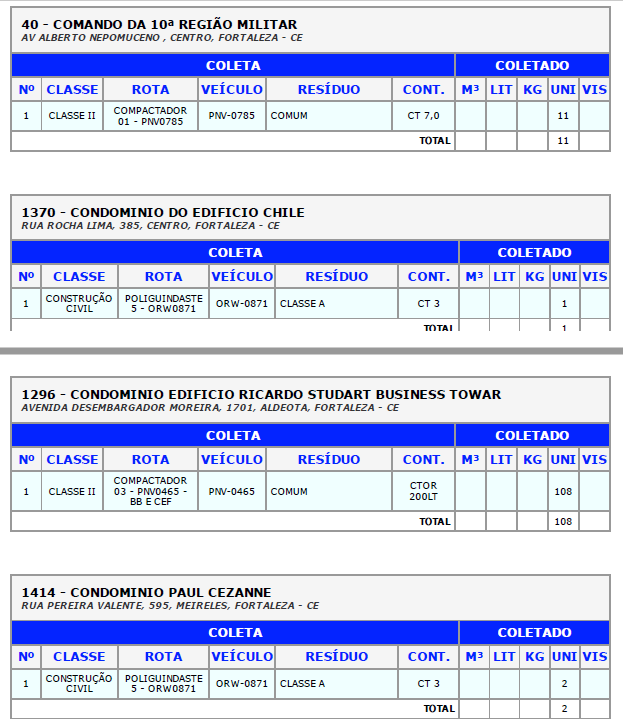 40 - COMANDO DA 10ª REGIÃO MILITAR
AV ALBERTO NEPOMUCENO , CENTRO, FORTALEZA - CE
COLETA COLETADO
Nº CLASSE ROTA VEÍCULO RESÍDUO CONT. M³ LIT KG UNI VIS
1 CLASSE II COMPACTADOR 01 - PNV0785 PNV-0785 COMUM CT 7,0 11
TOTAL 11
1370 - CONDOMINIO DO EDIFICIO CHILE
RUA ROCHA LIMA, 385, CENTRO, FORTALEZA - CE
COLETA COLETADO
Nº CLASSE ROTA VEÍCULO RESÍDUO CONT. M³ LIT KG UNI VIS
1 CONSTRUÇÃO CIVIL POLIGUINDASTE 5 - ORW0871 ORW-0871 CLASSE A CT 3 1
TOTAL 1
1296 - CONDOMINIO EDIFICIO RICARDO STUDART BUSINESS TOWAR
AVENIDA DESEMBARGADOR MOREIRA, 1701, ALDEOTA, FORTALEZA - CE
COLETA COLETADO
Nº CLASSE ROTA VEÍCULO RESÍDUO CONT. M³ LIT KG UNI VIS
1 CLASSE II COMPACTADOR 03 - PNV0465 - BB E CEF PNV-0465 COMUM CTOR 200LT 108
TOTAL 108
1414 - CONDOMINIO PAUL CEZANNE
RUA PEREIRA VALENTE, 595, MEIRELES, FORTALEZA - CE
COLETA COLETADO
Nº CLASSE ROTA VEÍCULO RESÍDUO CONT. M³ LIT KG UNI VIS
1 CONSTRUÇÃO CIVIL POLIGUINDASTE 5 - ORW0871 ORW-0871 CLASSE A CT 3 2
TOTAL 2